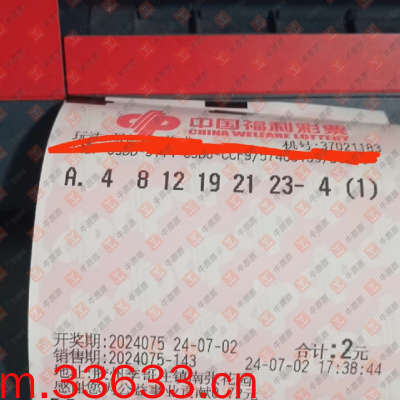 中国福利彩票
CHINA WELFARE LOTTERY
机号:37021183
A. 4 8 12 19 21 23- 4 (1)
开奖期:2024075 24-07-02 合计:2元
销售期:2024075-143 24-07-02 17:38:44
m.33633.cn